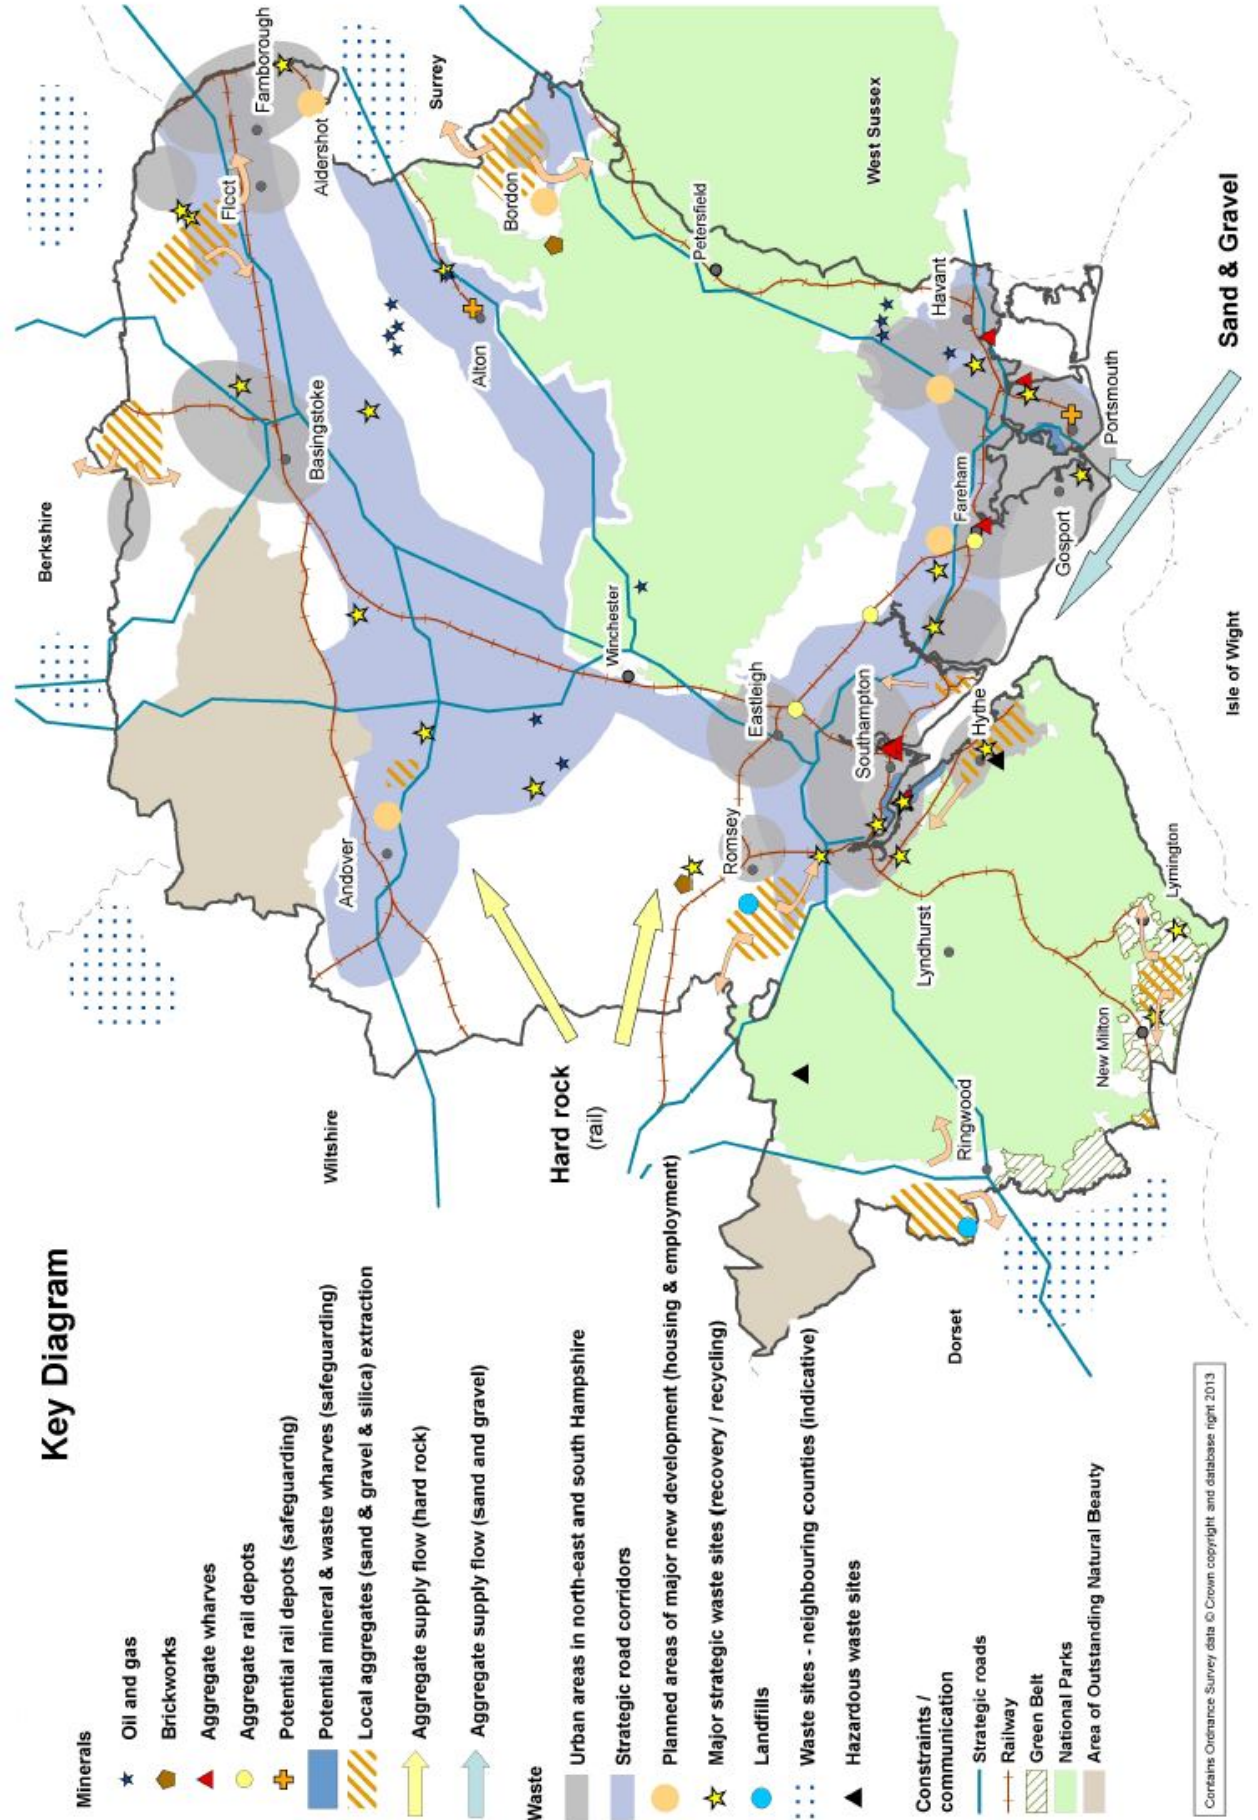 Key Diagram
Minerals
Oil and gas
Brickworks
Aggregate wharves
Aggregate rail depots
Potential rail depots (safeguarding)
Potential mineral & waste wharves (safeguarding)
Local aggregates (sand & gravel & silica) extraction
Aggregate supply flow (hard rock)
Aggregate supply flow (sand and gravel)
Waste
Urban areas in north-east and south Hampshire
Strategic road corridors
Planned areas of major new development (housing & employment)
Major strategic waste sites (recovery / recycling)
Landfills
Waste sites - neighbouring counties (indicative)
Hazardous waste sites
Constraints /
communication
Strategic roads
Railway
Green Belt
National Parks
Area of Outstanding Natural Beauty
Contains Ordnance Survey data © Crown copyright and database right 2013
Berkshire
Wiltshire
Surrey
West Sussex
Dorset
Isle of Wight
Hard rock
(rail)
Sand & Gravel
Farnborough
Fleet
Aldershot
Basingstoke
Andover
Bordon
Alton
Petersfield
Winchester
Havant
Portsmouth
Fareham
Gosport
Eastleigh
Romsey
Southampton
Hythe
Lyndhurst
Lymington
New Milton
Ringwood